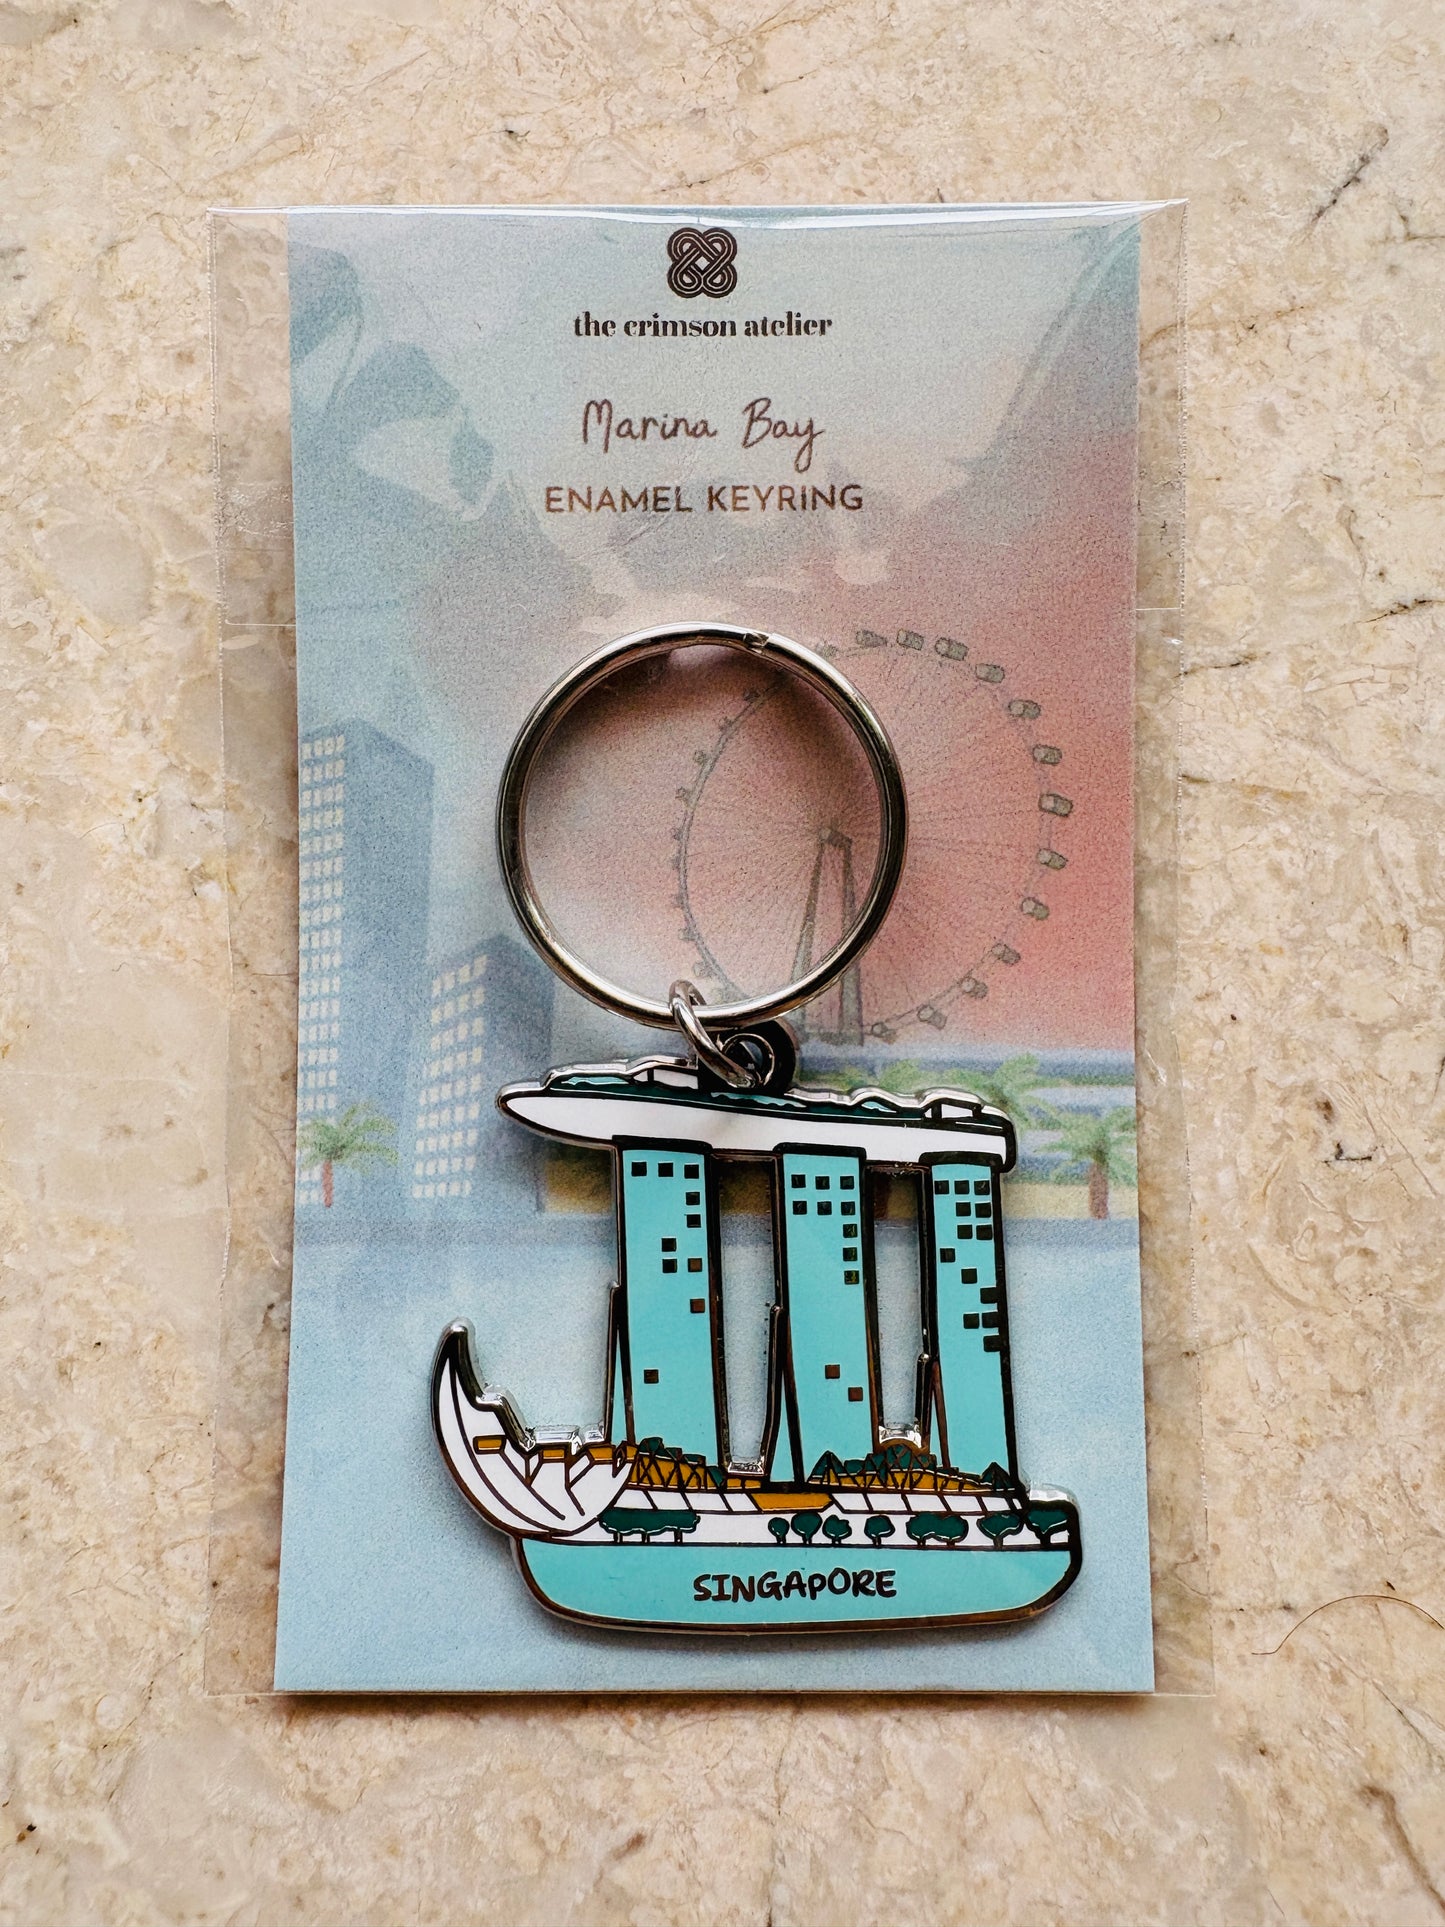 the crimson atelier
Marina Bay
ENAMEL KEYRING
SINGAPORE